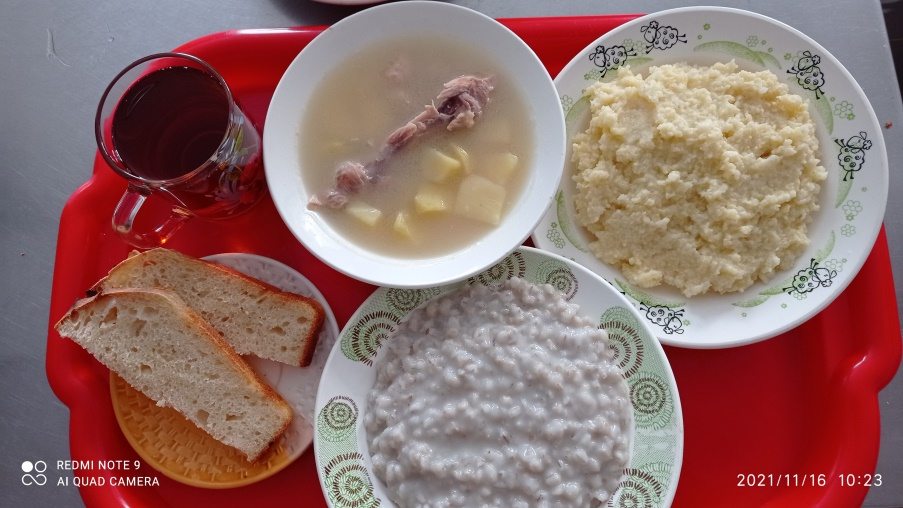 REDMI NOTE 9
AI QUAD CAMERA
2021/11/16 10:23